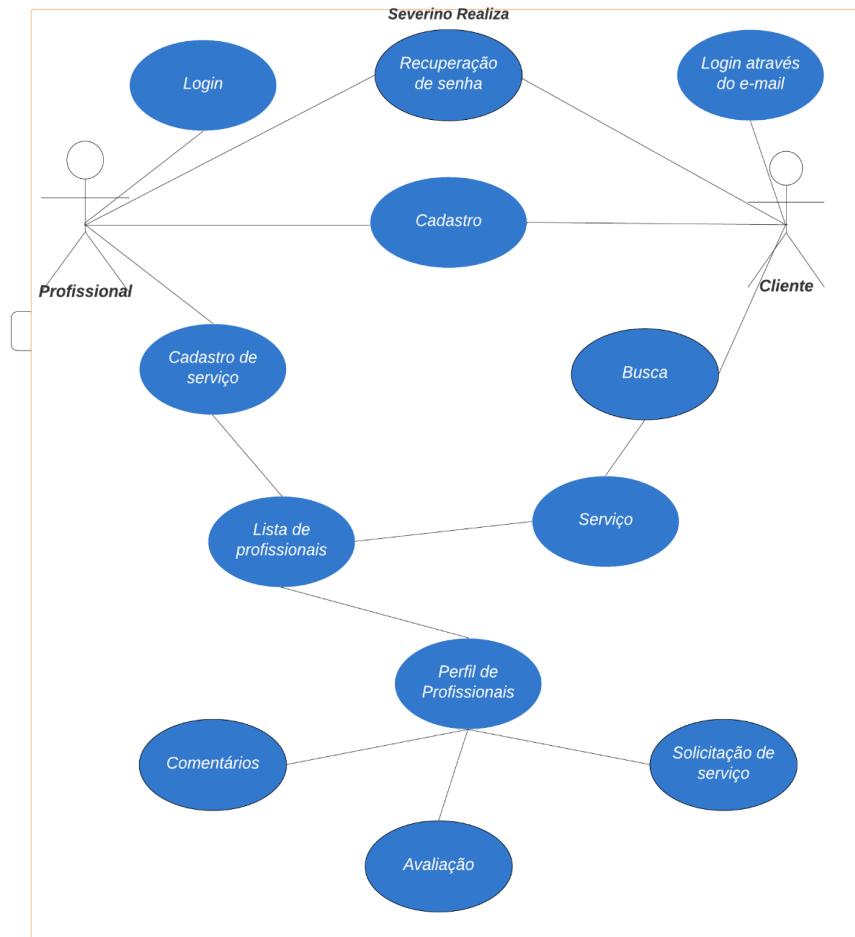 Severino Realiza
Login
Recuperação
de senha
Login através
do e-mail
Cadastro
Profissional
Cliente
Cadastro de
serviço
Busca
Lista de
profissionais
Serviço
Perfil de
Profissionais
Comentários
Solicitação de
serviço
Avaliação